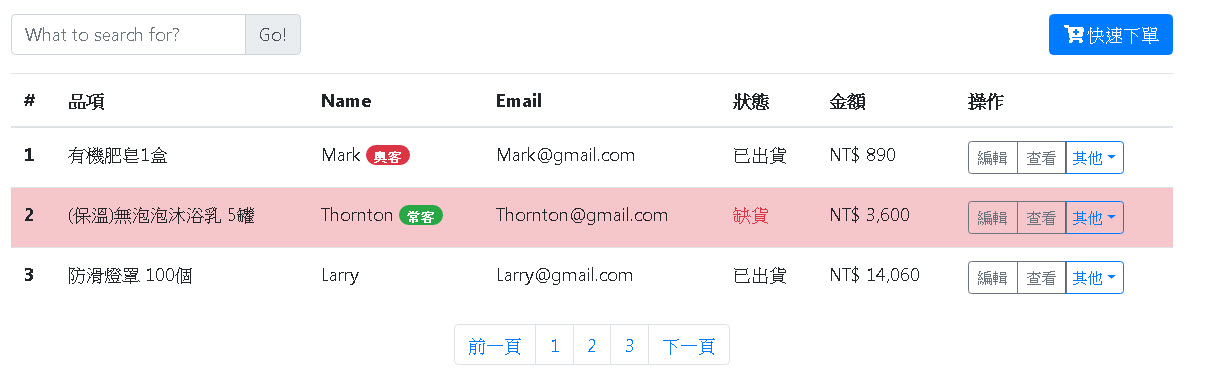 What to search for? Go! 快速下單
# 品項 Name Email 狀態 金額 操作
1 有機肥皂1盒 Mark 奧客 Mark@gmail.com 已出貨 NT$ 890 編輯 查看 其他
2 (保溫)無泡泡沐浴乳 5罐 Thornton 常客 Thornton@gmail.com 缺貨 NT$ 3,600 編輯 查看 其他
3 防滑燈罩 100個 Larry Larry@gmail.com 已出貨 NT$ 14,060 編輯 查看 其他
前一頁 1 2 3 下一頁